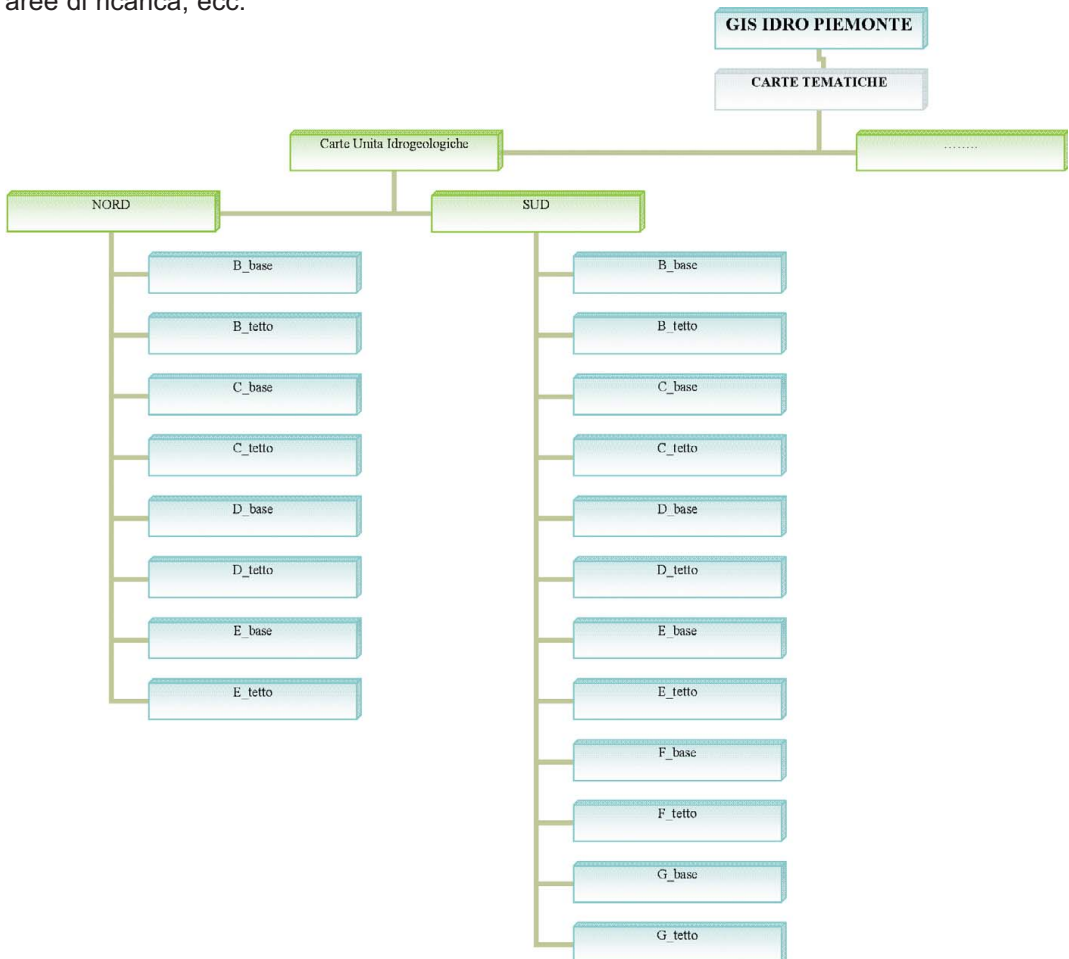 aree di ricarica, ecc.
GIS IDRO PIEMONTE
CARTE TEMATICHE
Carte Unita Idrogeologiche
........
NORD
SUD
B_base
B_tetto
C_base
C_tetto
D_base
D_tetto
E_base
E_tetto
B_base
B_tetto
C_base
C_tetto
D_base
D_tetto
E_base
E_tetto
F_base
F_tetto
G_base
G_tetto